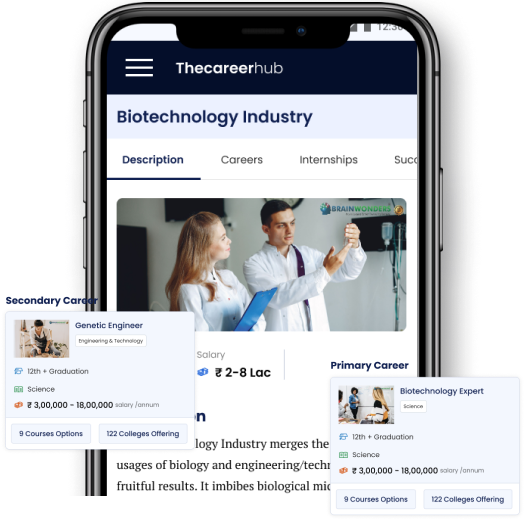 12:30
Thecareerhub
Biotechnology Industry
Description Careers Internships Succ
BRAINWONDERS
Secondary Career
Genetic Engineer
Engineering & Technology
12th + Graduation
Science
₹ 3,00,000 - 18,00,000 salary /annum
9 Courses Options 122 Colleges Offering
Salary
₹ 2-8 Lac
Primary Career
Biotechnology Expert
Science
12th + Graduation
Science
₹ 3,00,000 - 18,00,000 salary /annum
9 Courses Options 122 Colleges Offering
on
logy Industry merges the
usages of biology and engineering/techn
fruitful results. It imbibes biological mic